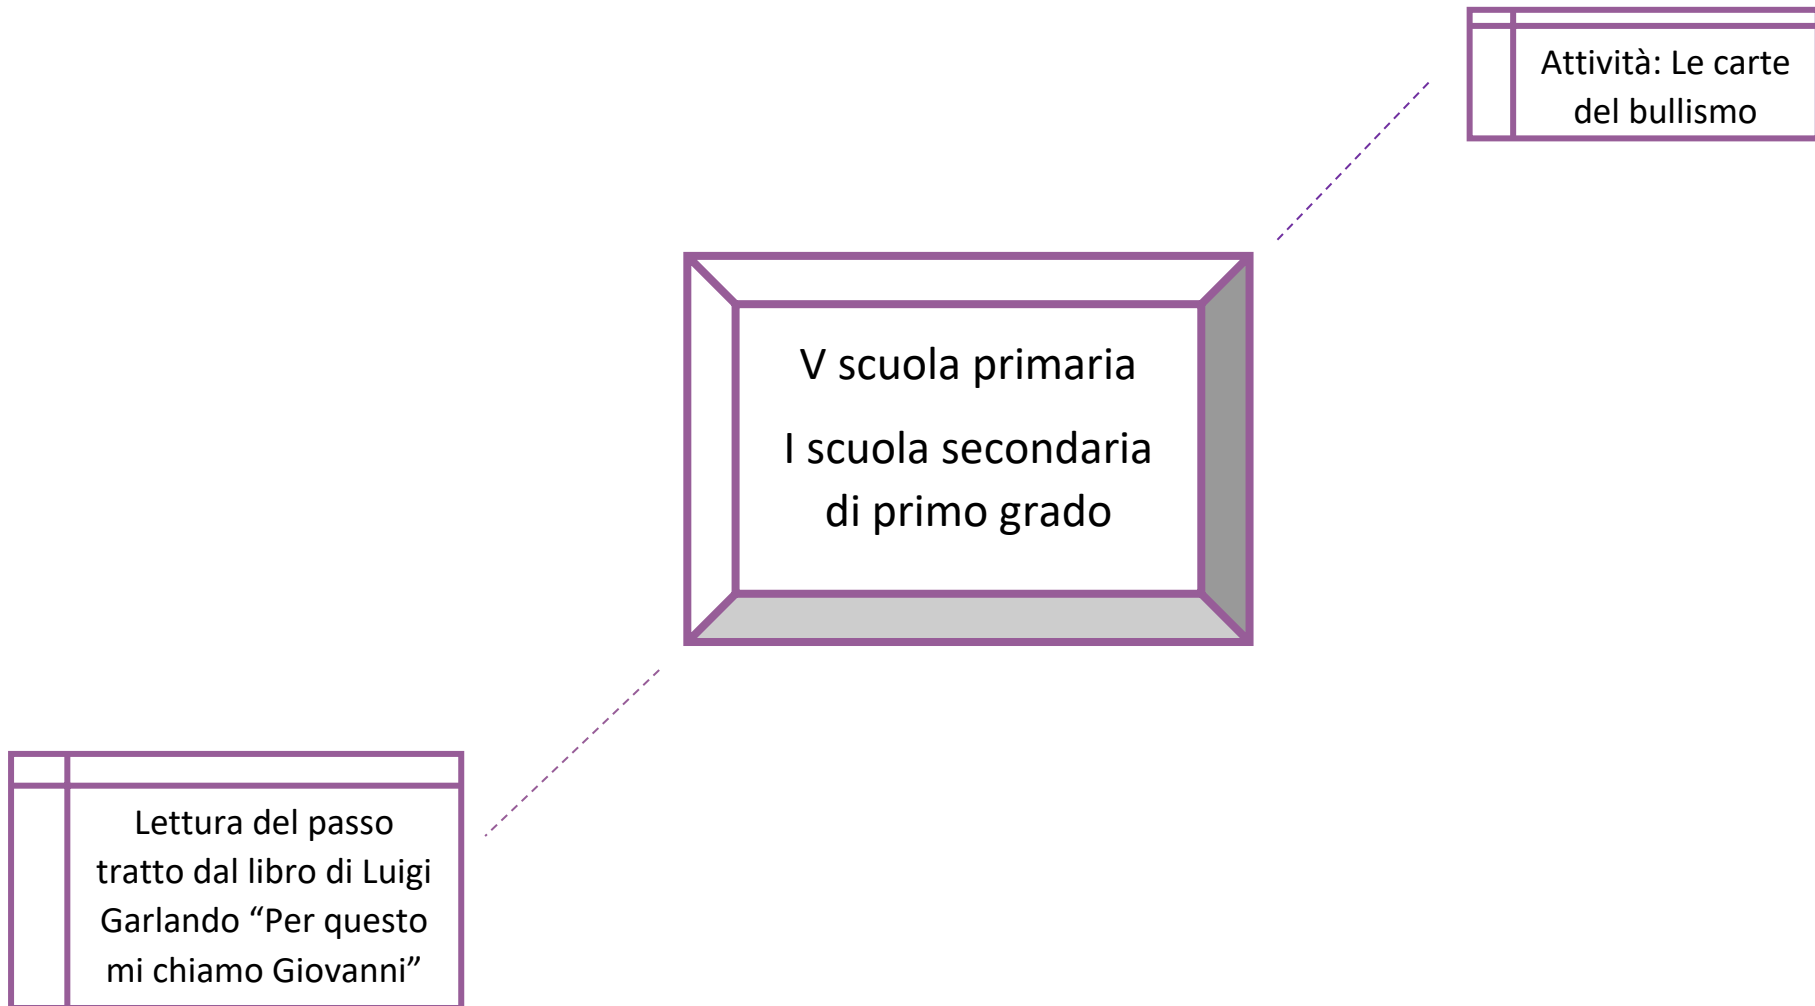 Attività: Le carte
del bullismo
V scuola primaria
I scuola secondaria
di primo grado
Lettura del passo
tratto dal libro di Luigi
Garlando “Per questo
mi chiamo Giovanni”